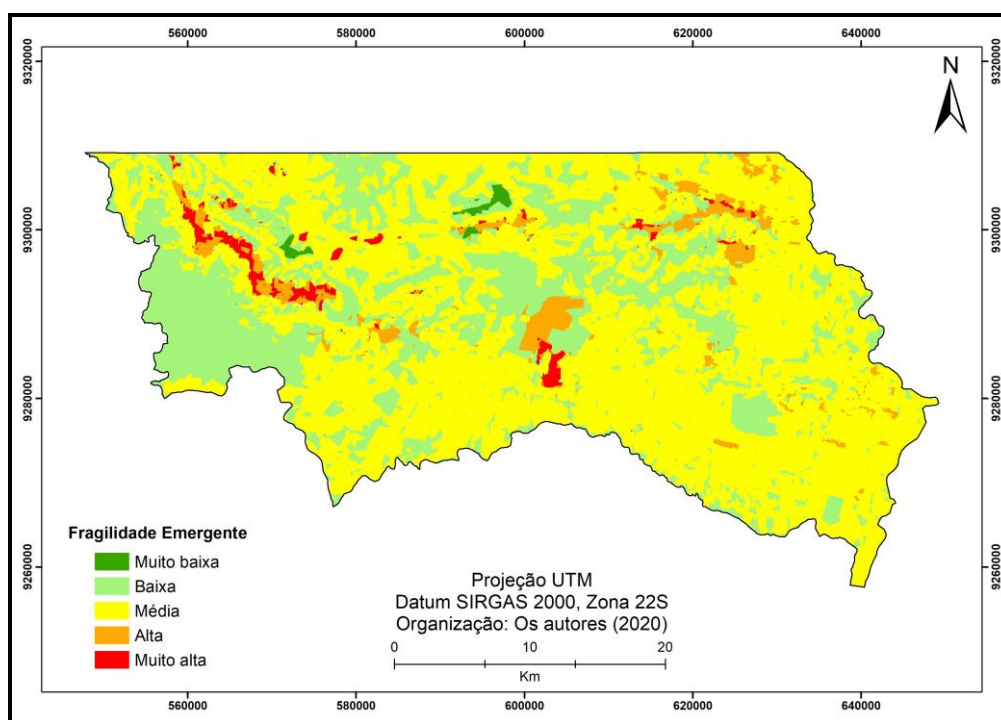 560000 580000 600000 620000 640000
9320000 9320000
N
9300000 9300000
9280000 9280000
Fragilidade Emergente
Muito baixa
Baixa
Média
Alta
Muito alta
9260000 9260000
Projeção UTM
Datum SIRGAS 2000, Zona 22S
Organização: Os autores (2020)
0 10 20
Km
560000 580000 600000 620000 640000